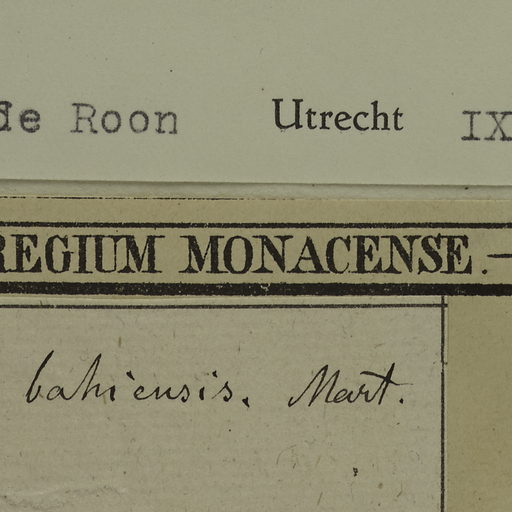 de Roon Utrecht IX
REGIUM MONACENSE.—
bahiensis. Mart.